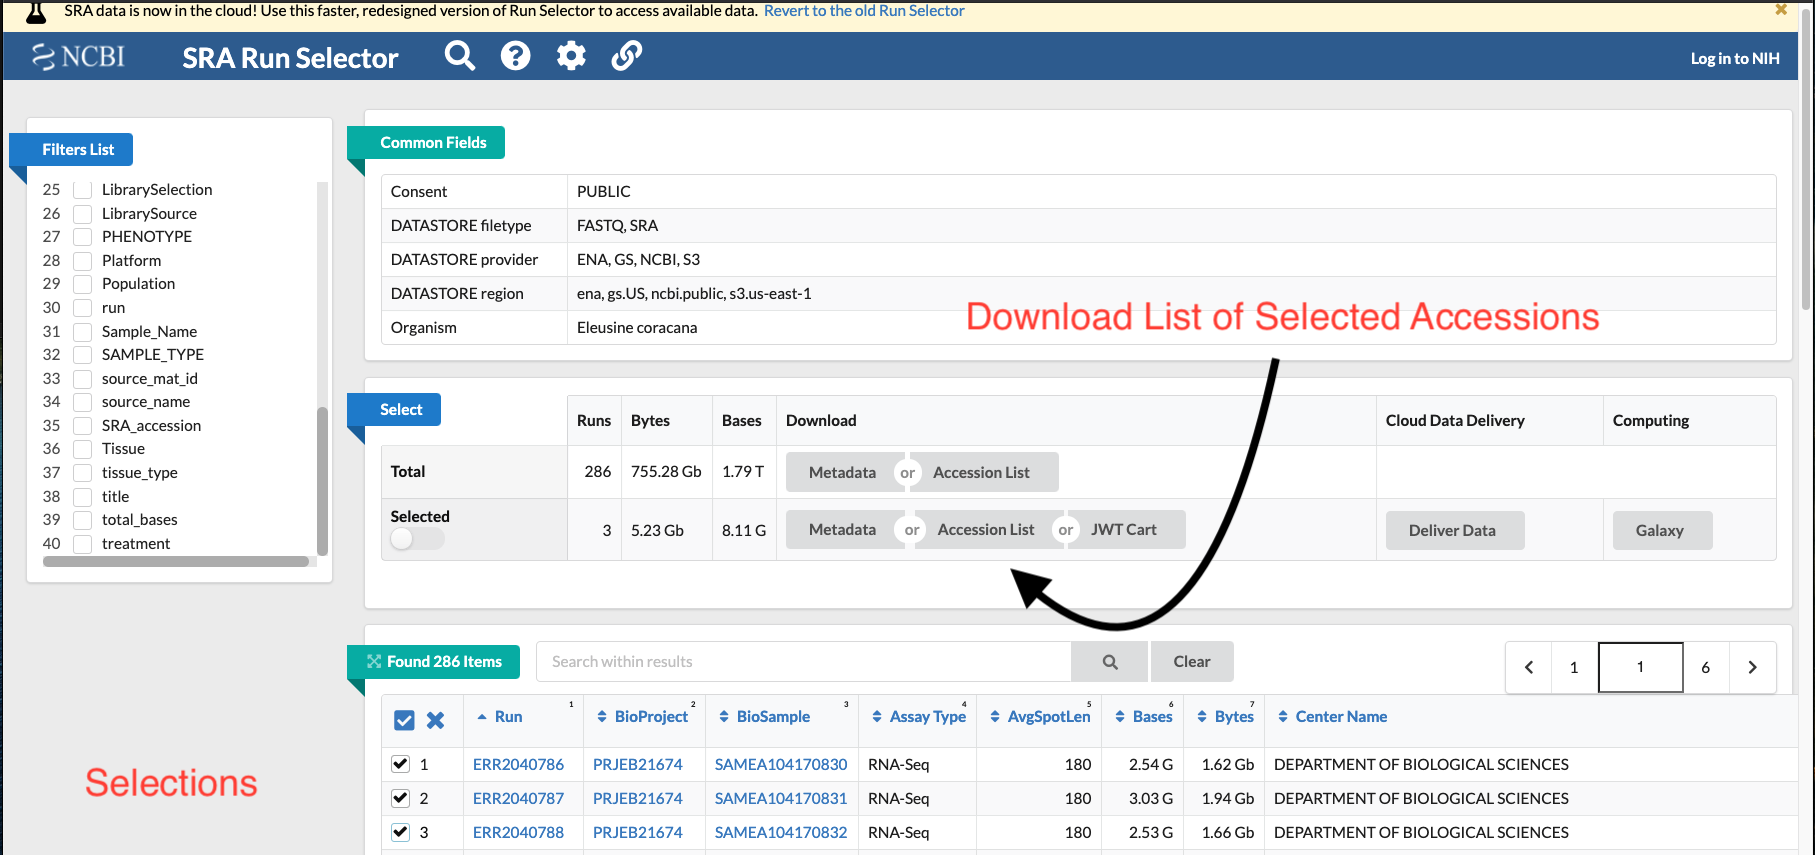 SRA data is now in the cloud! Use this faster, redesigned version of Run Selector to access available data. Revert to the old Run Selector
NCBI SRA Run Selector Log in to NIH
Filters List
25 LibrarySelection
26 LibrarySource
27 PHENOTYPE
28 Platform
29 Population
30 run
31 Sample_Name
32 SAMPLE_TYPE
33 source_mat_id
34 source_name
35 SRA_accession
36 Tissue
37 tissue_type
38 title
39 total_bases
40 treatment
Common Fields
Consent PUBLIC
DATASTORE filetype FASTQ, SRA
DATASTORE provider ENA, GS, NCBI, S3
DATASTORE region ena, gs.US, ncbi.public, s3.us-east-1
Organism Eleusine coracana
Download List of Selected Accessions
Select
Runs Bytes Bases Download Cloud Data Delivery Computing
Total 286 755.28 Gb 1.79 T Metadata or Accession List
Selected 3 5.23 Gb 8.11 G Metadata or Accession List or JWT Cart Deliver Data Galaxy
Found 286 Items Search within results Clear 1 1 6
Run 1 BioProject 2 BioSample 3 Assay Type 4 AvgSpotLen 5 Bases 6 Bytes 7 Center Name
1 ERR2040786 PRJEB21674 SAMEA104170830 RNA-Seq 180 2.54 G 1.62 Gb DEPARTMENT OF BIOLOGICAL SCIENCES
2 ERR2040787 PRJEB21674 SAMEA104170831 RNA-Seq 180 3.03 G 1.94 Gb DEPARTMENT OF BIOLOGICAL SCIENCES
3 ERR2040788 PRJEB21674 SAMEA104170832 RNA-Seq 180 2.53 G 1.66 Gb DEPARTMENT OF BIOLOGICAL SCIENCES
Selections